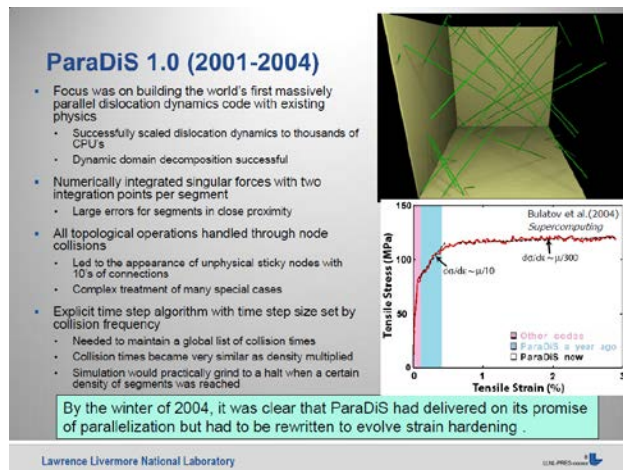 ParaDiS 1.0 (2001-2004)
Focus was on building the world's first massively
parallel dislocation dynamics code with existing
physics
Successfully scaled dislocation dynamics to thousands of
CPU's
Dynamic domain decomposition successful
Numerically integrated singular forces with two
integration points per segment
Large errors for segments in close proximity
All topological operations handled through node
collisions
Led to the appearance of unphysical sticky nodes with
10's of connections
Complex treatment of many special cases
Explicit time step algorithm with time step size set by
collision frequency
Needed to maintain a global list of collision times
Collision times became very similar as density multiplied
Simulation would practically grind to a halt when a certain
density of segments was reached
150
100
50
0
Tensile Stress (MPa)
Bulatov et al.(2004)
Supercomputing
dσ/dε~μ/10
dσ/dε~μ/300
Other codes
ParaDiS a year ago
ParaDiS now
0 1 2 3
Tensile Strain (%)
By the winter of 2004, it was clear that ParaDiS had delivered on its promise
of parallelization but had to be rewritten to evolve strain hardening .
Lawrence Livermore National Laboratory